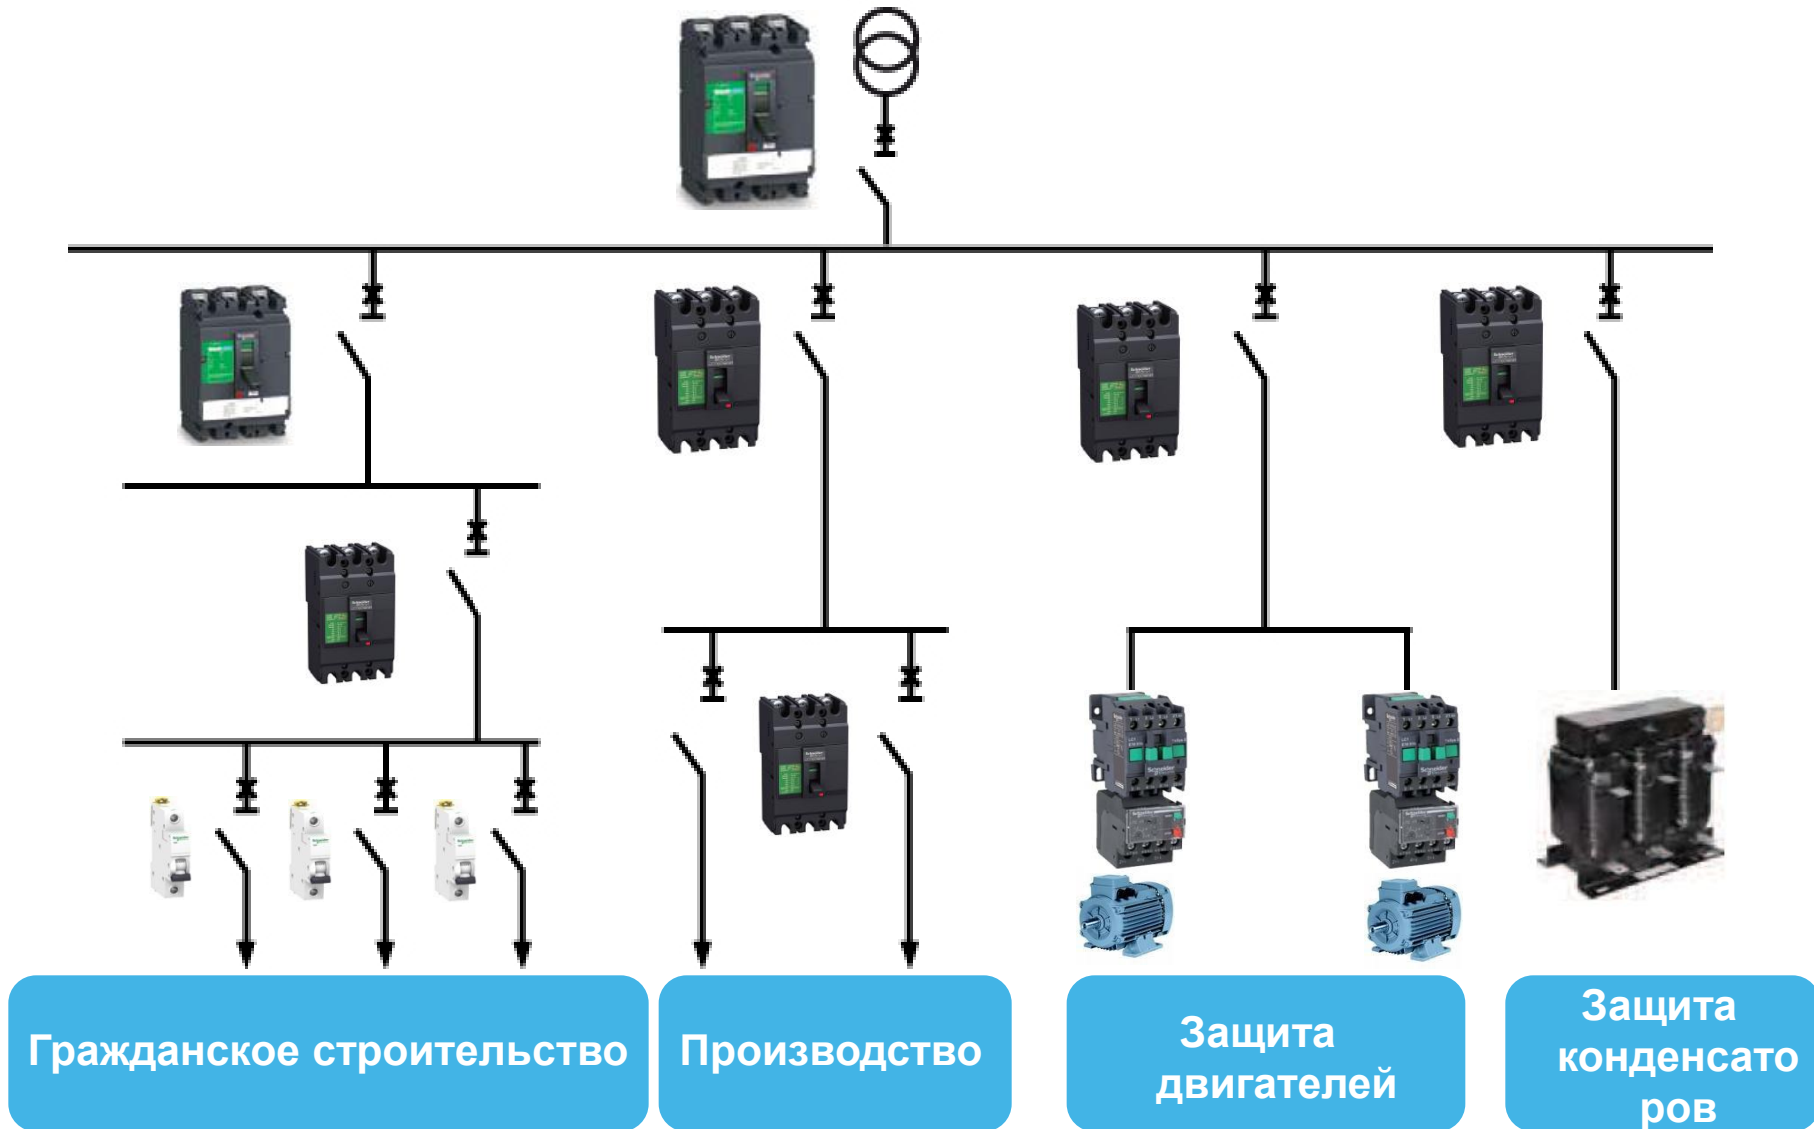 Гражданское строительство
Производство
Защита
двигателей
Защита
конденсато
ров